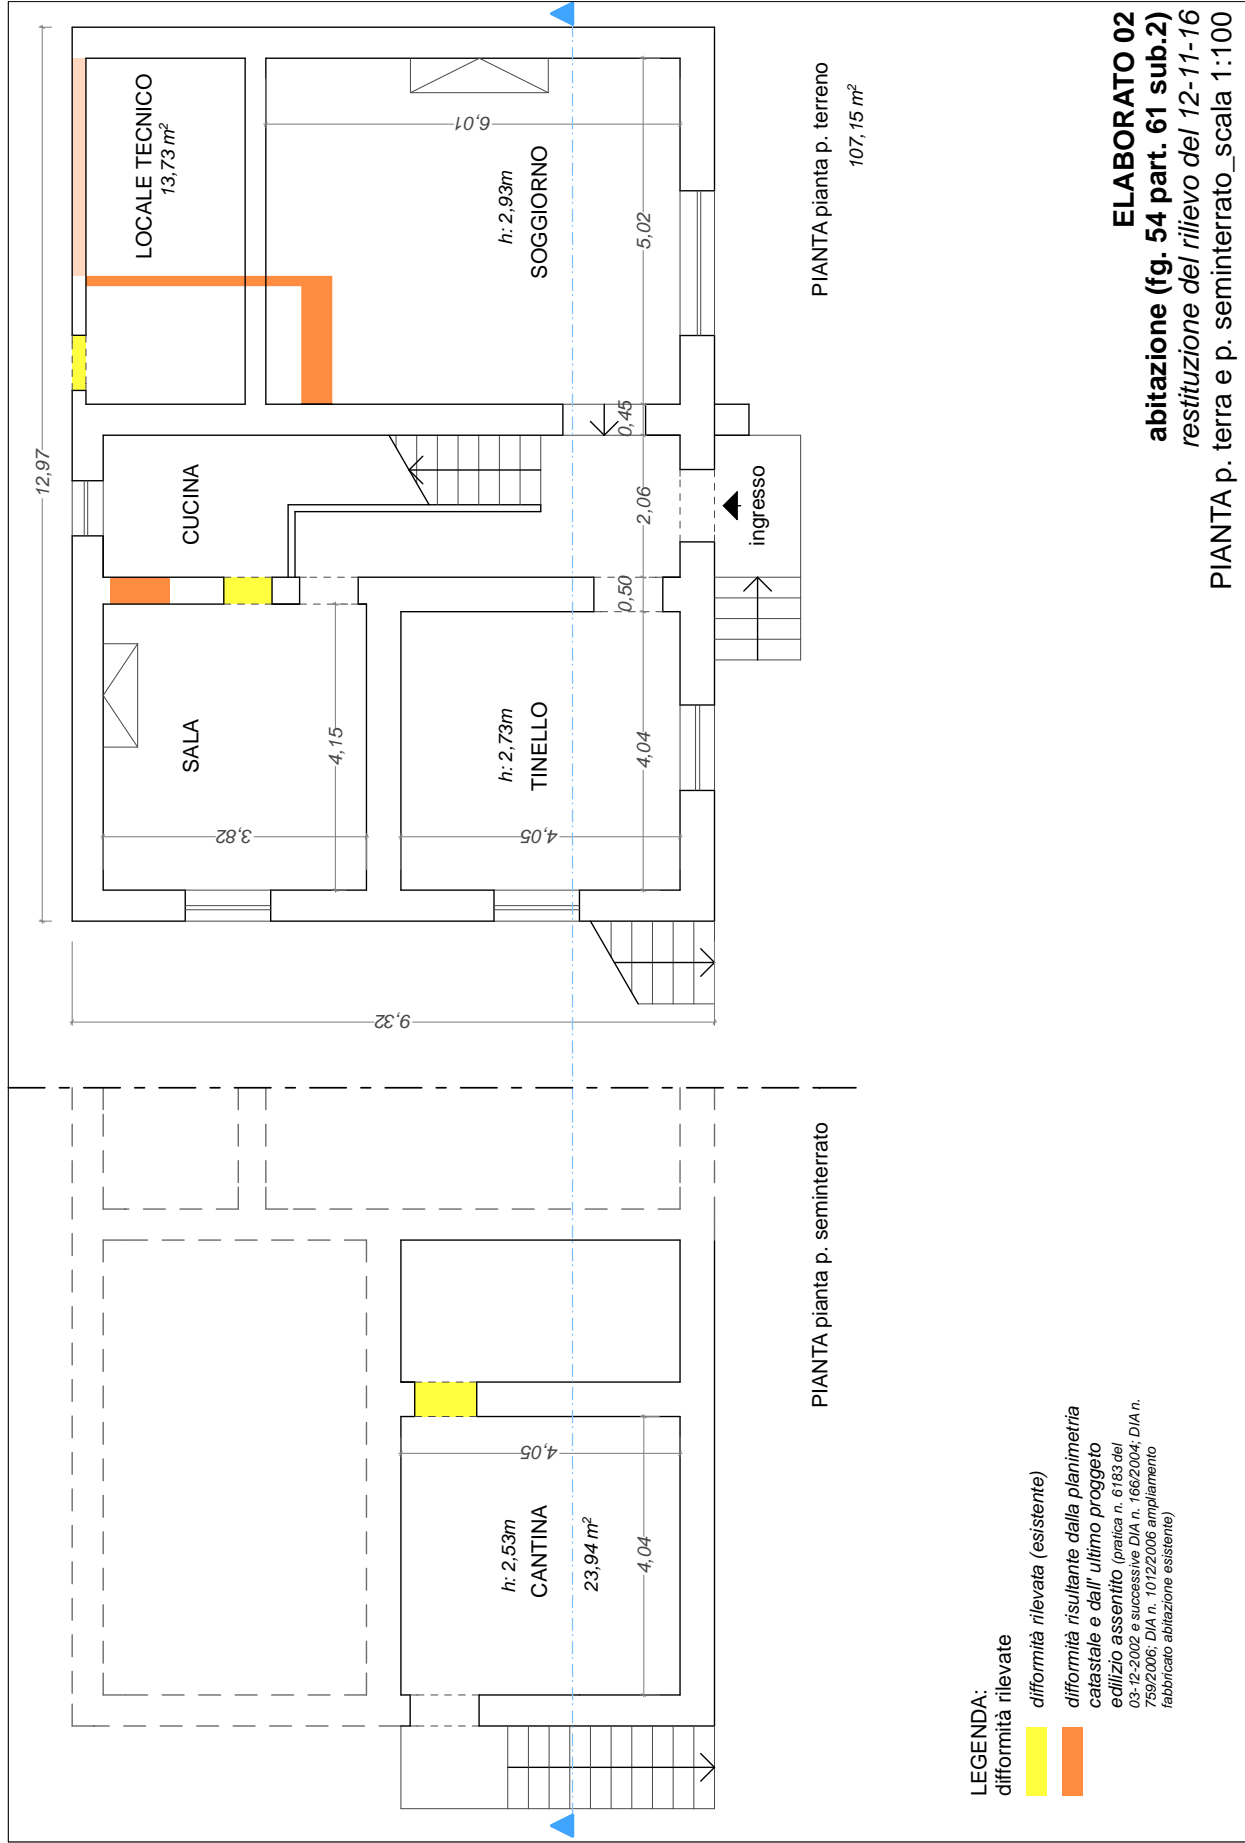 ELABORATO 02
abitazione (fg. 54 part. 61 sub.2)
restituzione del rilievo del 12-11-16
PIANTA p. terra e p. seminterrato_scala 1:100
12,97
9,32
LOCALE TECNICO
13,73 m²
6,01
h: 2,93m
SOGGIORNO
5,02
CUCINA
0,45
2,06
ingresso
0,50
SALA
4,15
3,82
h: 2,73m
TINELLO
4,04
4,05
PIANTA pianta p. terreno
107,15 m²
h: 2,53m
CANTINA
23,94 m²
4,05
4,04
PIANTA pianta p. seminterrato
LEGENDA:
difformità rilevate
difformità rilevata (esistente)
difformità risultante dalla planimetria
catastale e dall' ultimo proggeto
edilizio assentito (pratica n. 6183 del
03-12-2002 e successive DIA n. 166/2004; DIA n.
759/2006; DIA n. 1012/2006 ampliamento
fabbricato abitazione esistente)